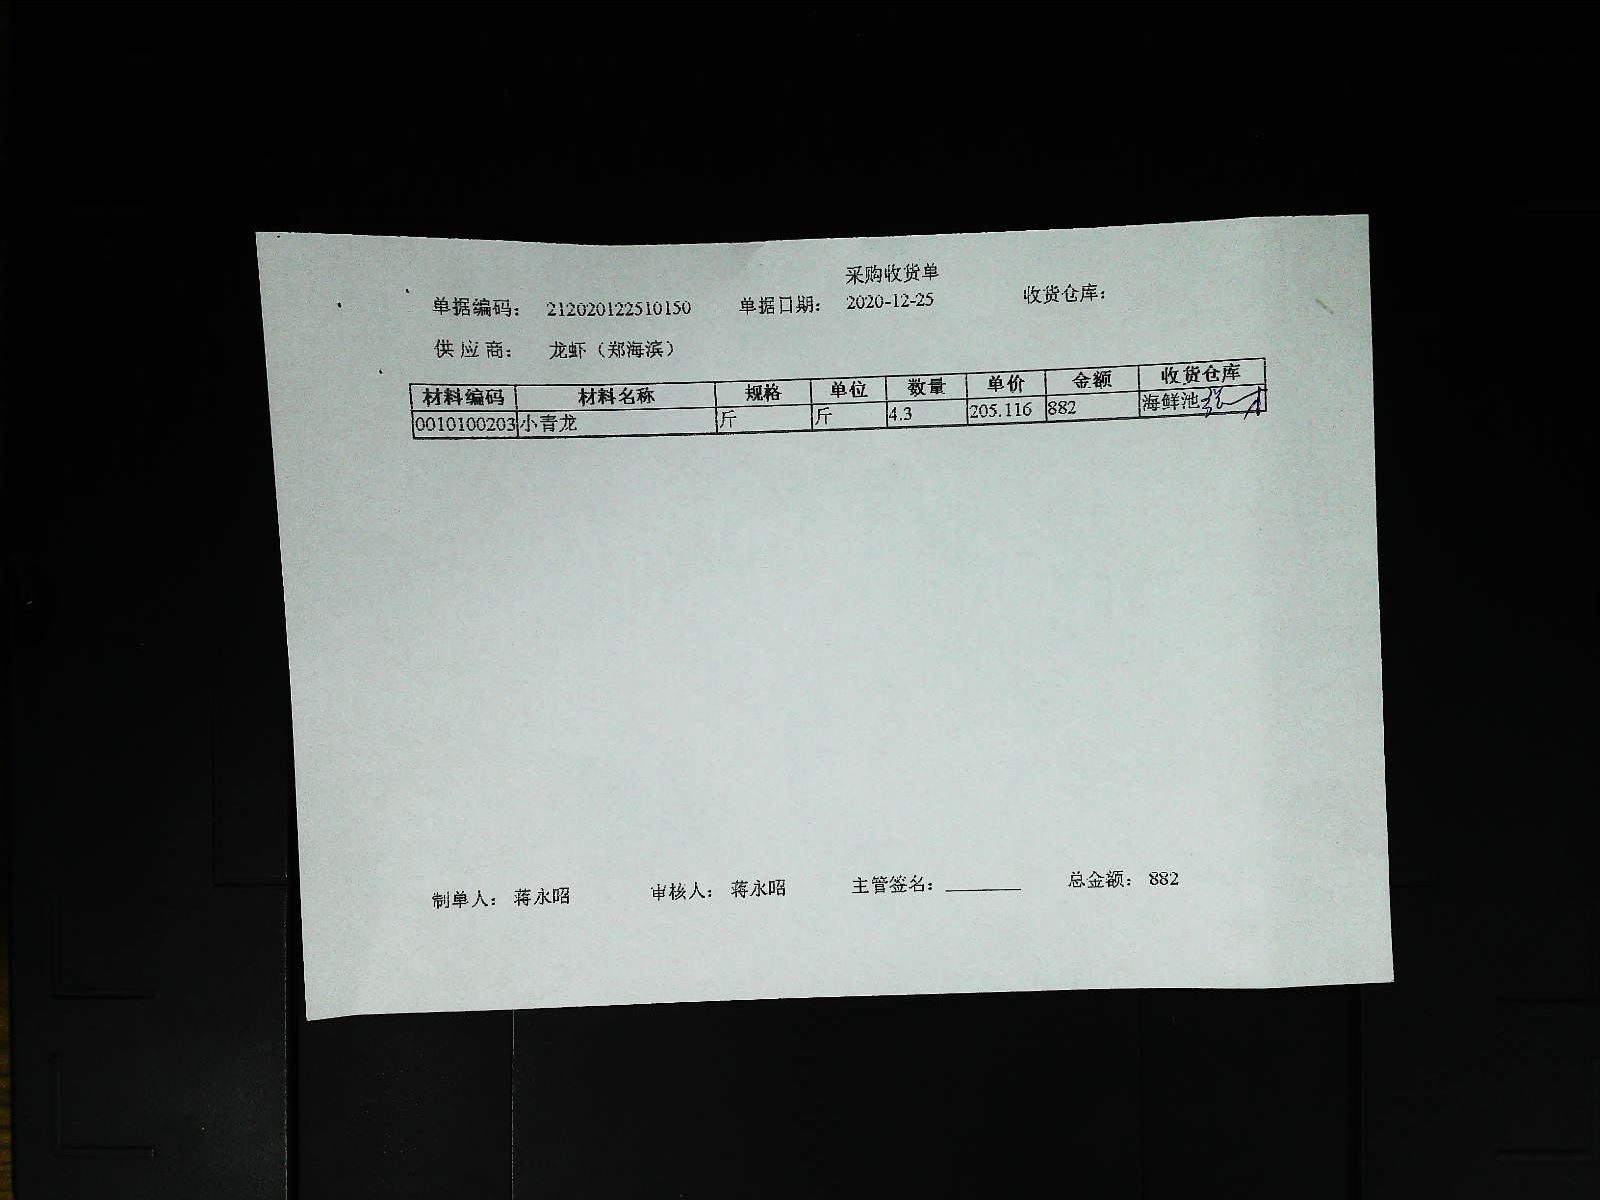 采购收货单
单据编码： 212020122510150 单据日期： 2020-12-25 收货仓库：
供 应 商： 龙虾（郑海滨）
材料编码 材料名称 规格 单位 数量 单价 金额 收货仓库
0010100203 小青龙 斤 斤 4.3 205.116 882 海鲜池
制单人： 蒋永昭 审核人： 蒋永昭 主管签名：________ 总金额： 882